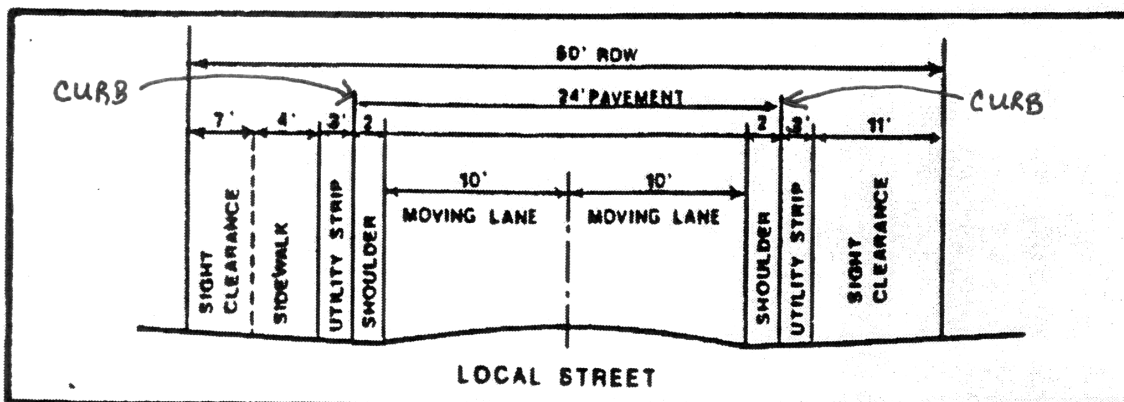 50' ROW
CURB
24' PAVEMENT
CURB
7' 4' 3' 2 2 3' 11'
10' 10'
MOVING LANE MOVING LANE
SIGHT CLEARANCE
SIDEWALK
UTILITY STRIP
SHOULDER
SHOULDER
UTILITY STRIP
SIGHT CLEARANCE
LOCAL STREET